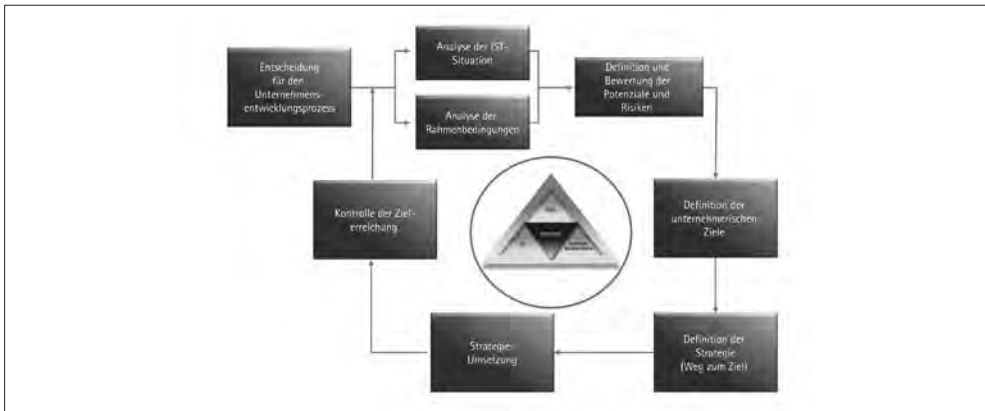 Entscheidung
für den
Unternehmens-
entwicklungsprozess
Analyse der IST-
Situation
Analyse der
Rahmenbedingungen
Definition und
Bewertung der
Potenziale und
Risiken
Definition der
unternehmerischen
Ziele
Definition der
Strategie
(Weg zum Ziel)
Strategie-
Umsetzung
Kontrolle der Ziel-
erreichung